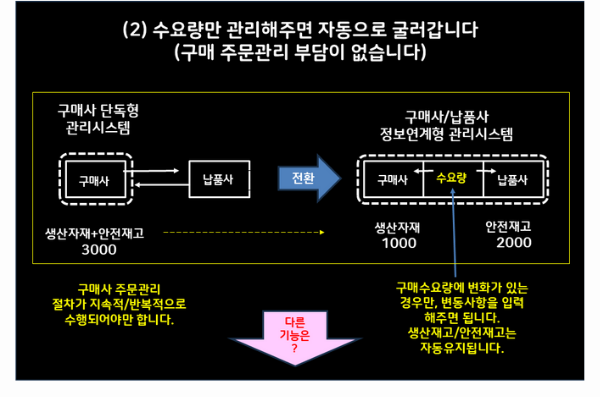 (2) 수요량만 관리해주면 자동으로 굴러갑니다
(구매 주문관리 부담이 없습니다)
구매사 단독형
관리시스템
구매사
납품사
생산자재+안전재고
3000
전환
구매사/납품사
정보연계형 관리시스템
구매사
수요량
납품사
생산자재
1000
안전재고
2000
구매사 주문관리
절차가 지속적/반복적으로
수행되어야만 합니다.
다른
기능은
?
구매수요량에 변화가 있는
경우만, 변동사항을 입력
해주면 됩니다.
생산재고/안전재고는
자동유지됩니다.